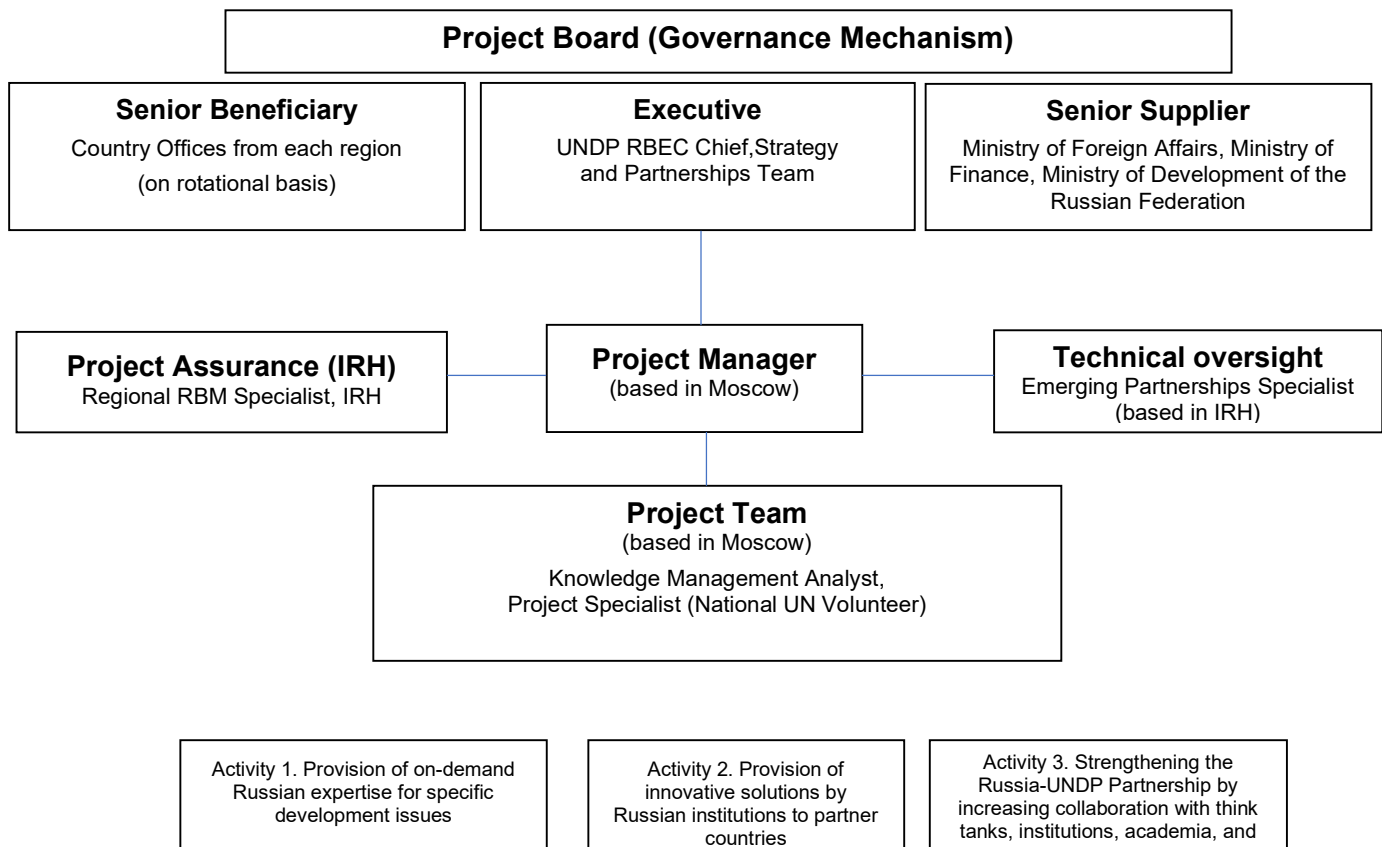 Project Board (Governance Mechanism)
Senior Beneficiary
Country Offices from each region
(on rotational basis)
Executive
UNDP RBEC Chief,Strategy
and Partnerships Team
Senior Supplier
Ministry of Foreign Affairs, Ministry of
Finance, Ministry of Development of the
Russian Federation
Project Assurance (IRH)
Regional RBM Specialist, IRH
Project Manager
(based in Moscow)
Technical oversight
Emerging Partnerships Specialist
(based in IRH)
Project Team
(based in Moscow)
Knowledge Management Analyst,
Project Specialist (National UN Volunteer)
Activity 1. Provision of on-demand
Russian expertise for specific
development issues
Activity 2. Provision of
innovative solutions by
Russian institutions to partner
countries
Activity 3. Strengthening the
Russia-UNDP Partnership by
increasing collaboration with think
tanks, institutions, academia, and